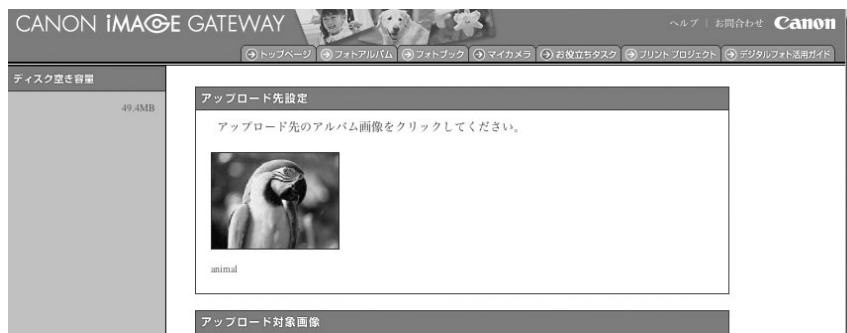 CANON iMAGE GATEWAY
ヘルプ | お問合わせ Canon
トップページ フォトアルバム フォトブック マイカメラ お役立ちタスク プリントプロジェクト デジタルフォト活用ガイド
ディスク空き容量
49.4MB
アップロード先設定
アップロード先のアルバム画像をクリックしてください。
animal
アップロード対象画像